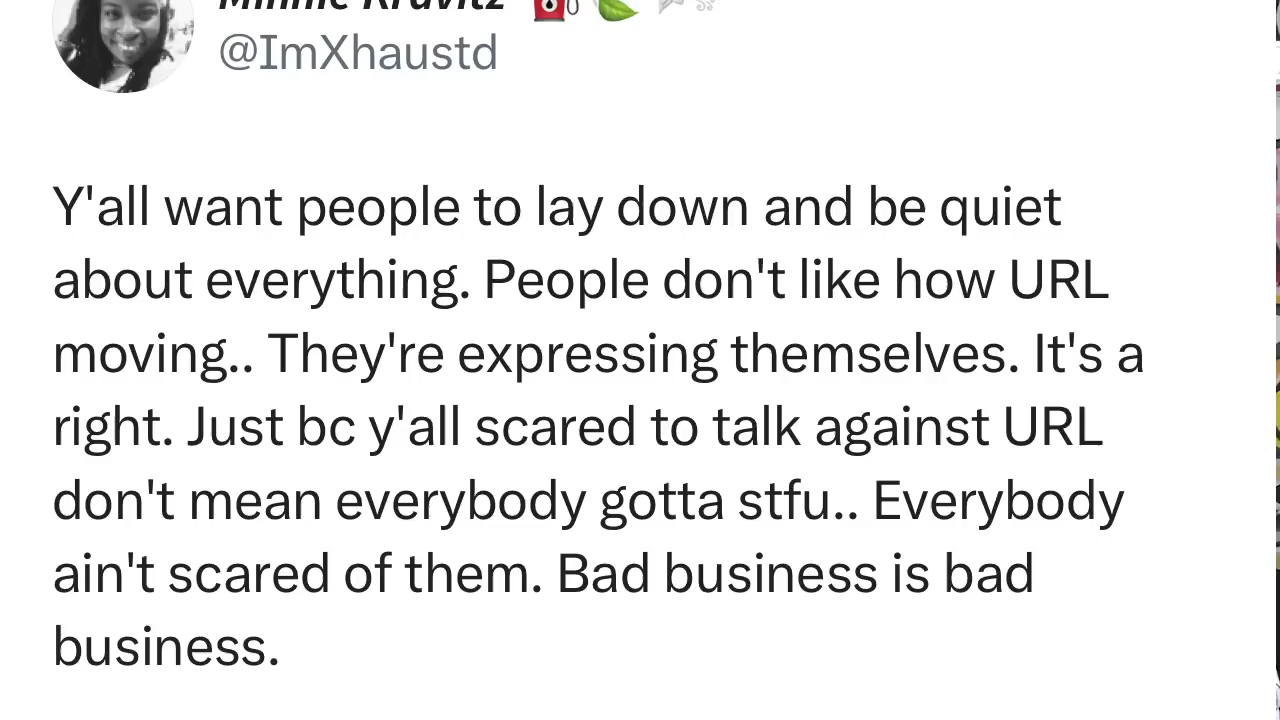 Minnie Kravitz
@ImXhaustd
Y'all want people to lay down and be quiet
about everything. People don't like how URL
moving.. They're expressing themselves. It's a
right. Just bc y'all scared to talk against URL
don't mean everybody gotta stfu.. Everybody
ain't scared of them. Bad business is bad
business.